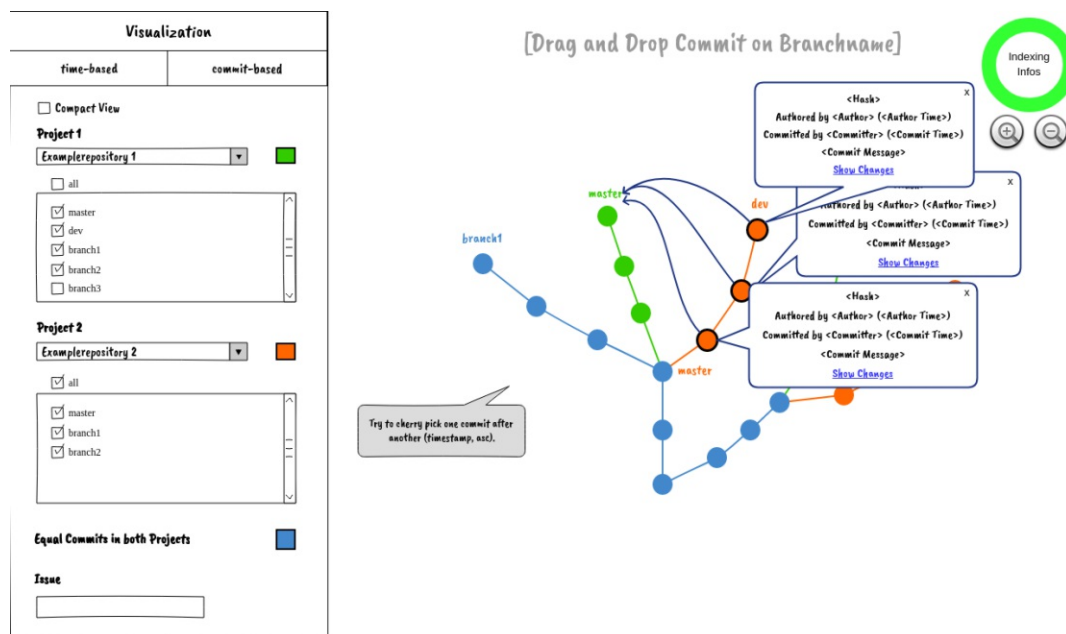 Visualization
time-based
commit-based
Compact View
Project 1
Examplerepository 1
all
master
dev
branch1
branch2
branch3
Project 2
Examplerepository 2
all
master
branch1
branch2
Equal Commits in both Projects
Issue
[Drag and Drop Commit on Branchname]
Indexing
Infos
x
<Hash>
Authored by <Author> (<Author Time>)
Committed by <Committer> (<Commit Time>)
<Commit Message>
Show Changes
x
Authored by <Author> (<Author Time>)
Committed by <Committer> (<Commit Time>)
<Commit Message>
Show Changes
x
<Hash>
Authored by <Author> (<Author Time>)
Committed by <Committer> (<Commit Time>)
<Commit Message>
Show Changes
master
dev
branch1
master
Try to cherry pick one commit after
another (timestamp, asc).